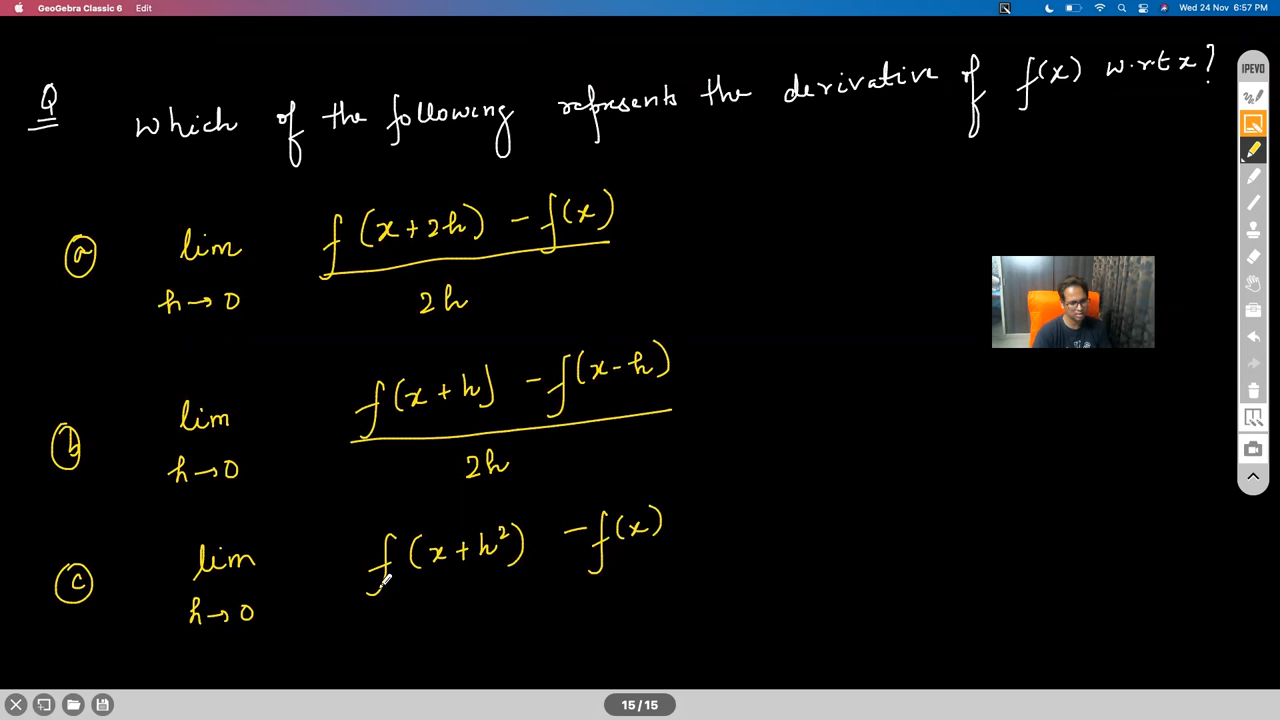 GeoGebra Classic 6 Edit Wed 24 Nov 6:57 PM
Q Which of the following represents the derivative of f(x) w.r.t x?
IPEVO
a lim f(x+2h) - f(x)
h→0 2h
b lim f(x+h) - f(x-h)
h→0 2h
c lim f(x+h²) - f(x)
h→0
15/15